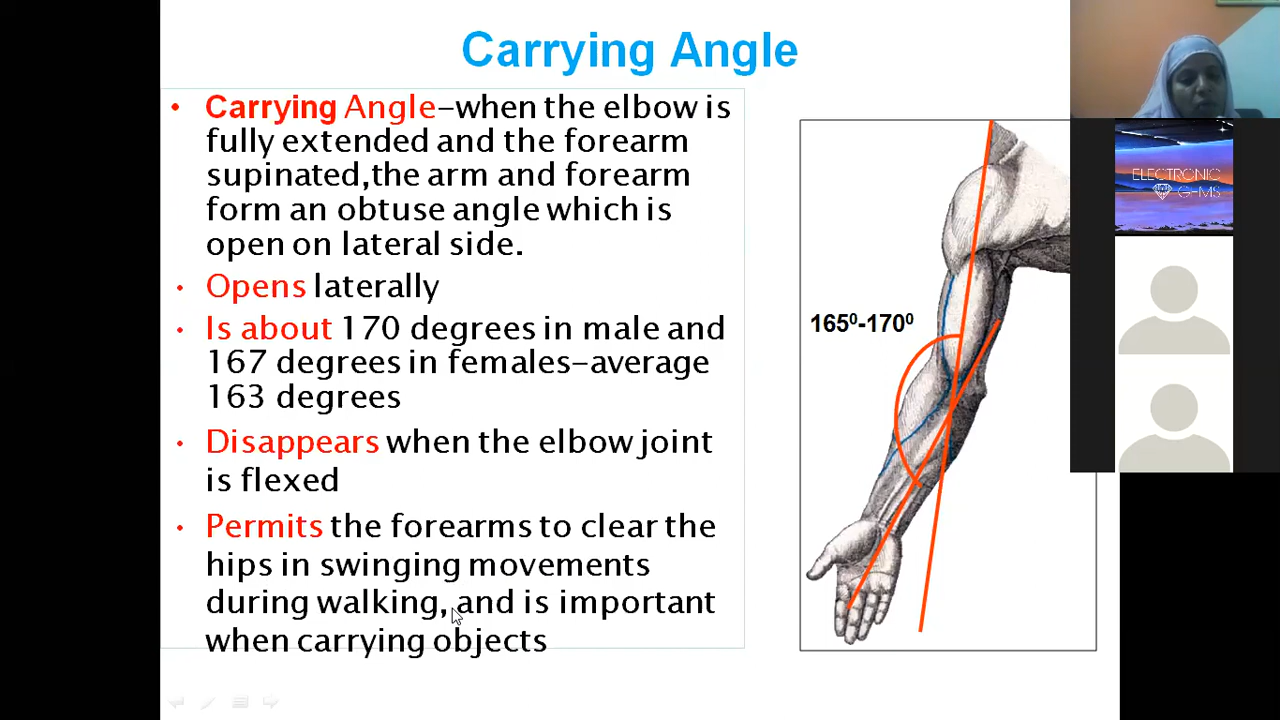 Carrying Angle
• Carrying Angle-when the elbow is
fully extended and the forearm
supinated,the arm and forearm
form an obtuse angle which is
open on lateral side.
• Opens laterally
• Is about 170 degrees in male and
167 degrees in females-average
163 degrees
• Disappears when the elbow joint
is flexed
• Permits the forearms to clear the
hips in swinging movements
during walking, and is important
when carrying objects
165⁰-170⁰
ELECTRONIC
GEMS